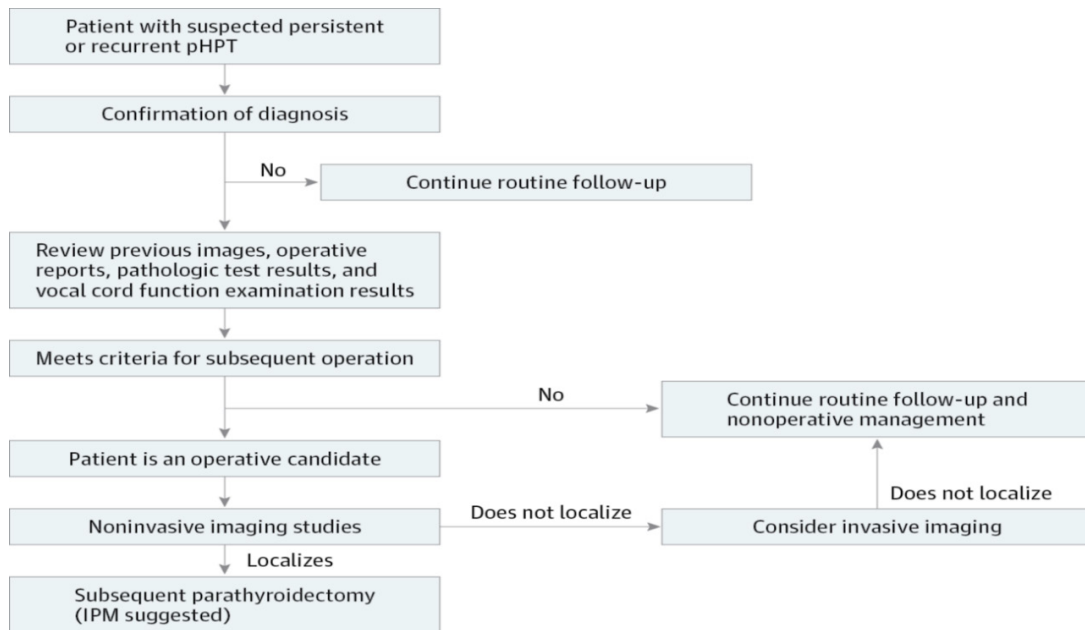 Patient with suspected persistent
or recurrent pHPT
Confirmation of diagnosis
No
Continue routine follow-up
Review previous images, operative
reports, pathologic test results, and
vocal cord function examination results
Meets criteria for subsequent operation
No
Continue routine follow-up and
nonoperative management
Patient is an operative candidate
Does not localize
Does not localize
Noninvasive imaging studies
Consider invasive imaging
Localizes
Subsequent parathyroidectomy
(IPM suggested)